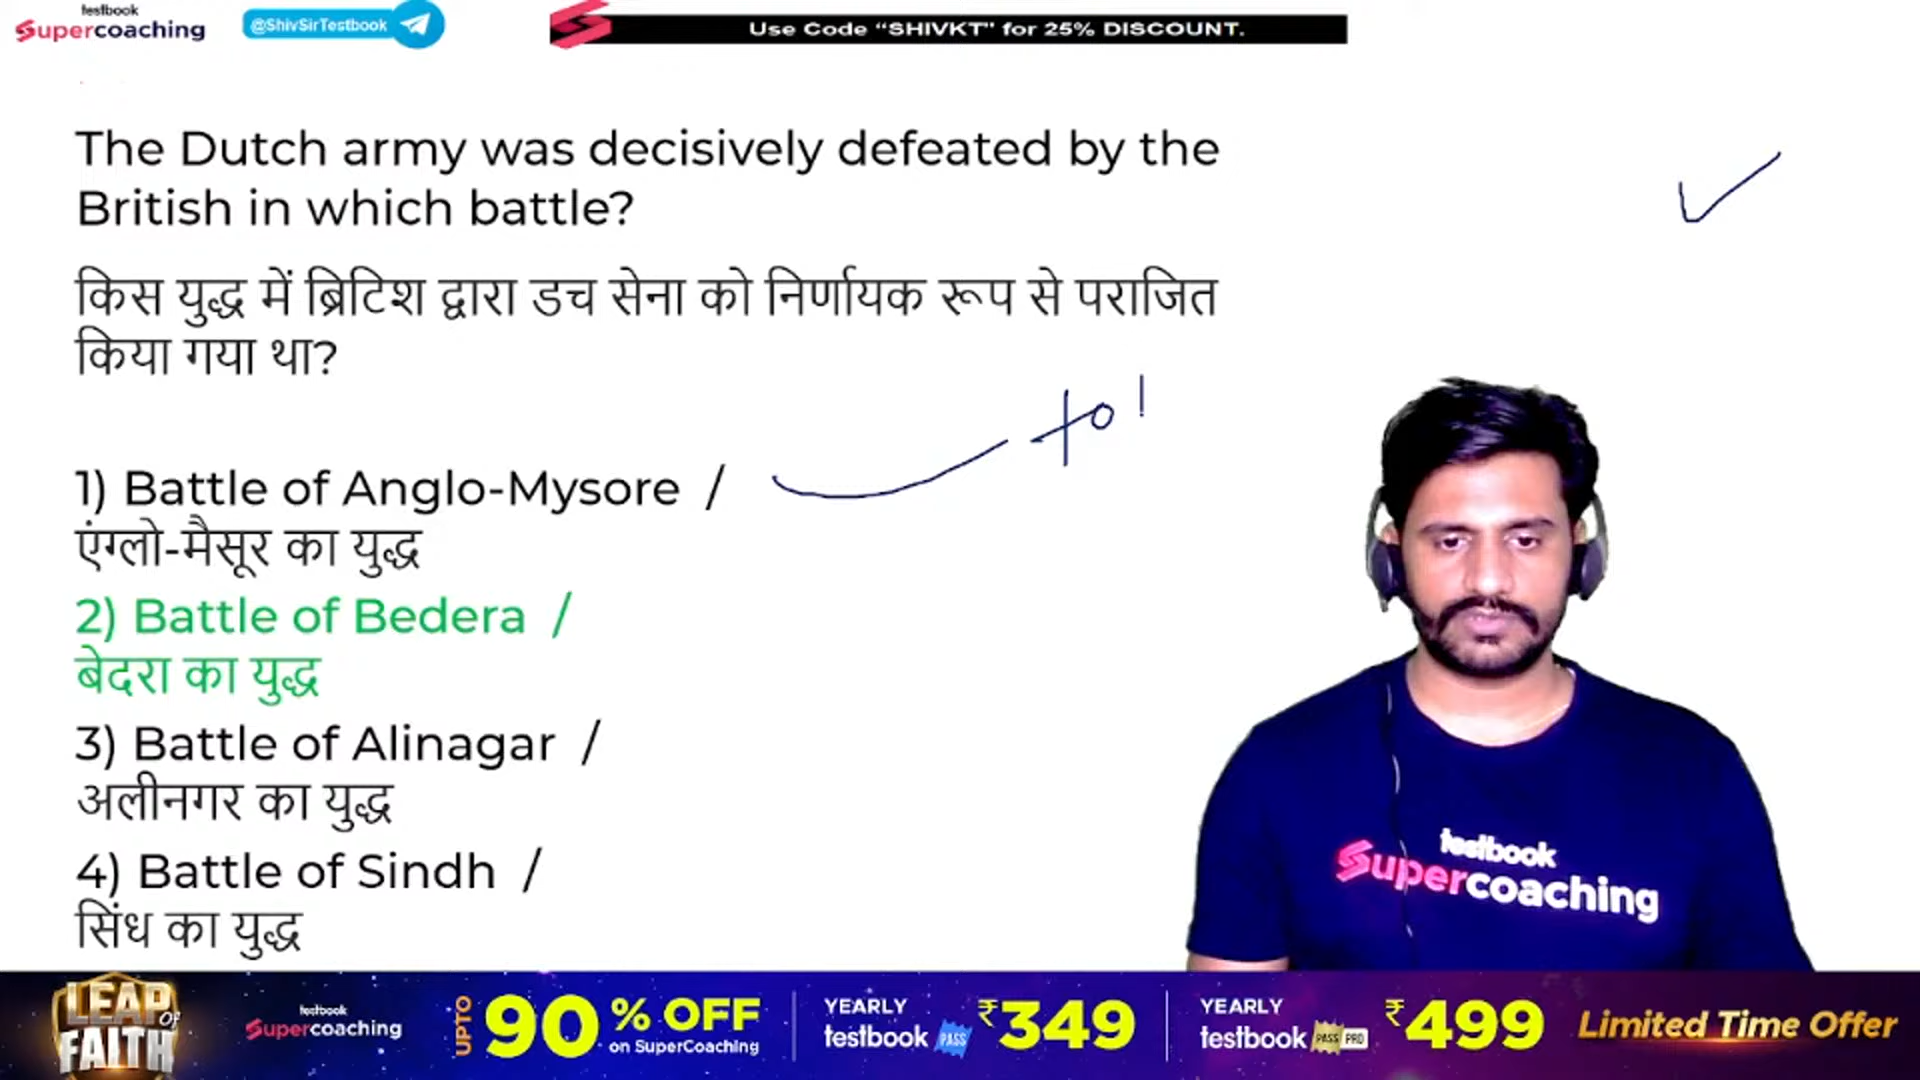 testbook
Supercoaching
@ShivSirTestbook
Use Code “SHIVKT” for 25% DISCOUNT.
The Dutch army was decisively defeated by the
British in which battle?
किस युद्ध में ब्रिटिश द्वारा डच सेना को निर्णायक रूप से पराजित
किया गया था?
1) Battle of Anglo-Mysore /
एंग्लो-मैसूर का युद्ध
2) Battle of Bedera /
बेदरा का युद्ध
3) Battle of Alinagar /
अलीनगर का युद्ध
4) Battle of Sindh /
सिंध का युद्ध
testbook
Supercoaching
LEAP OF FAITH
testbook
Supercoaching
UPTO 90% OFF
on SuperCoaching
YEARLY
testbook PASS
₹349
YEARLY
testbook PASS PRO
₹499
Limited Time Offer